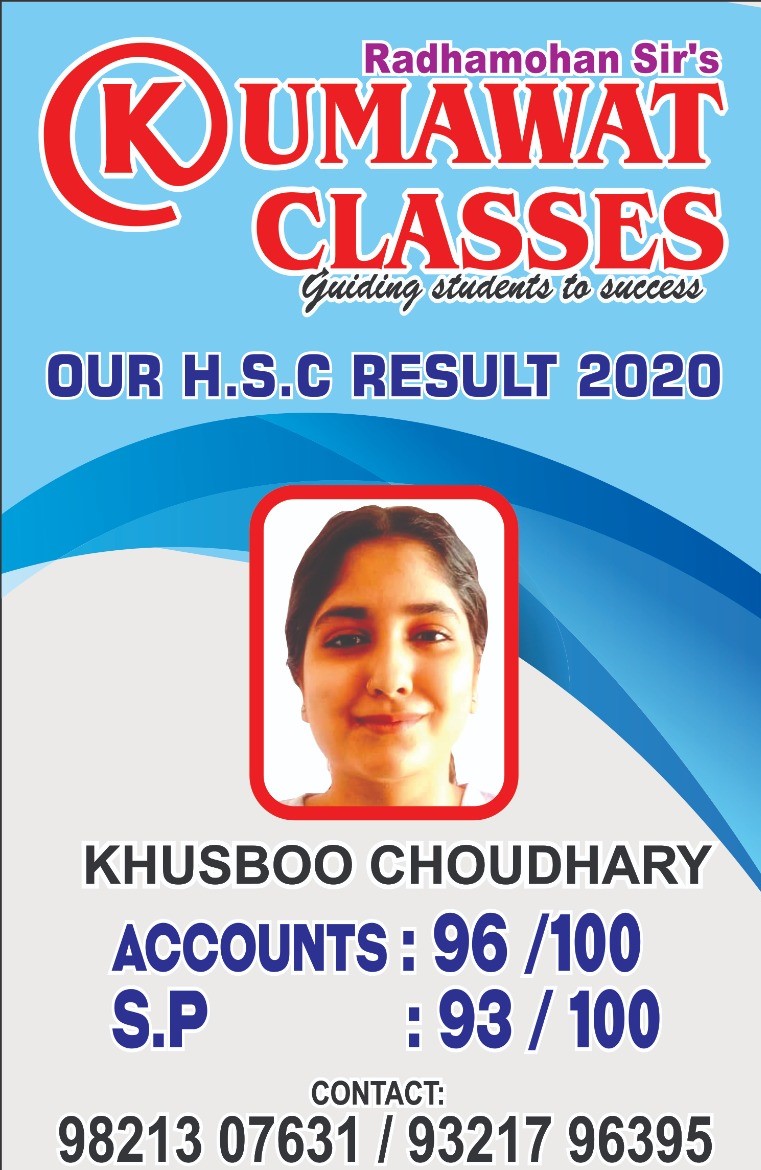 Radhamohan Sir's
KUMAWAT
CLASSES
Guiding students to success
OUR H.S.C RESULT 2020
KHUSBOO CHOUDHARY
ACCOUNTS : 96 /100
S.P : 93 / 100
CONTACT:
98213 07631 / 93217 96395